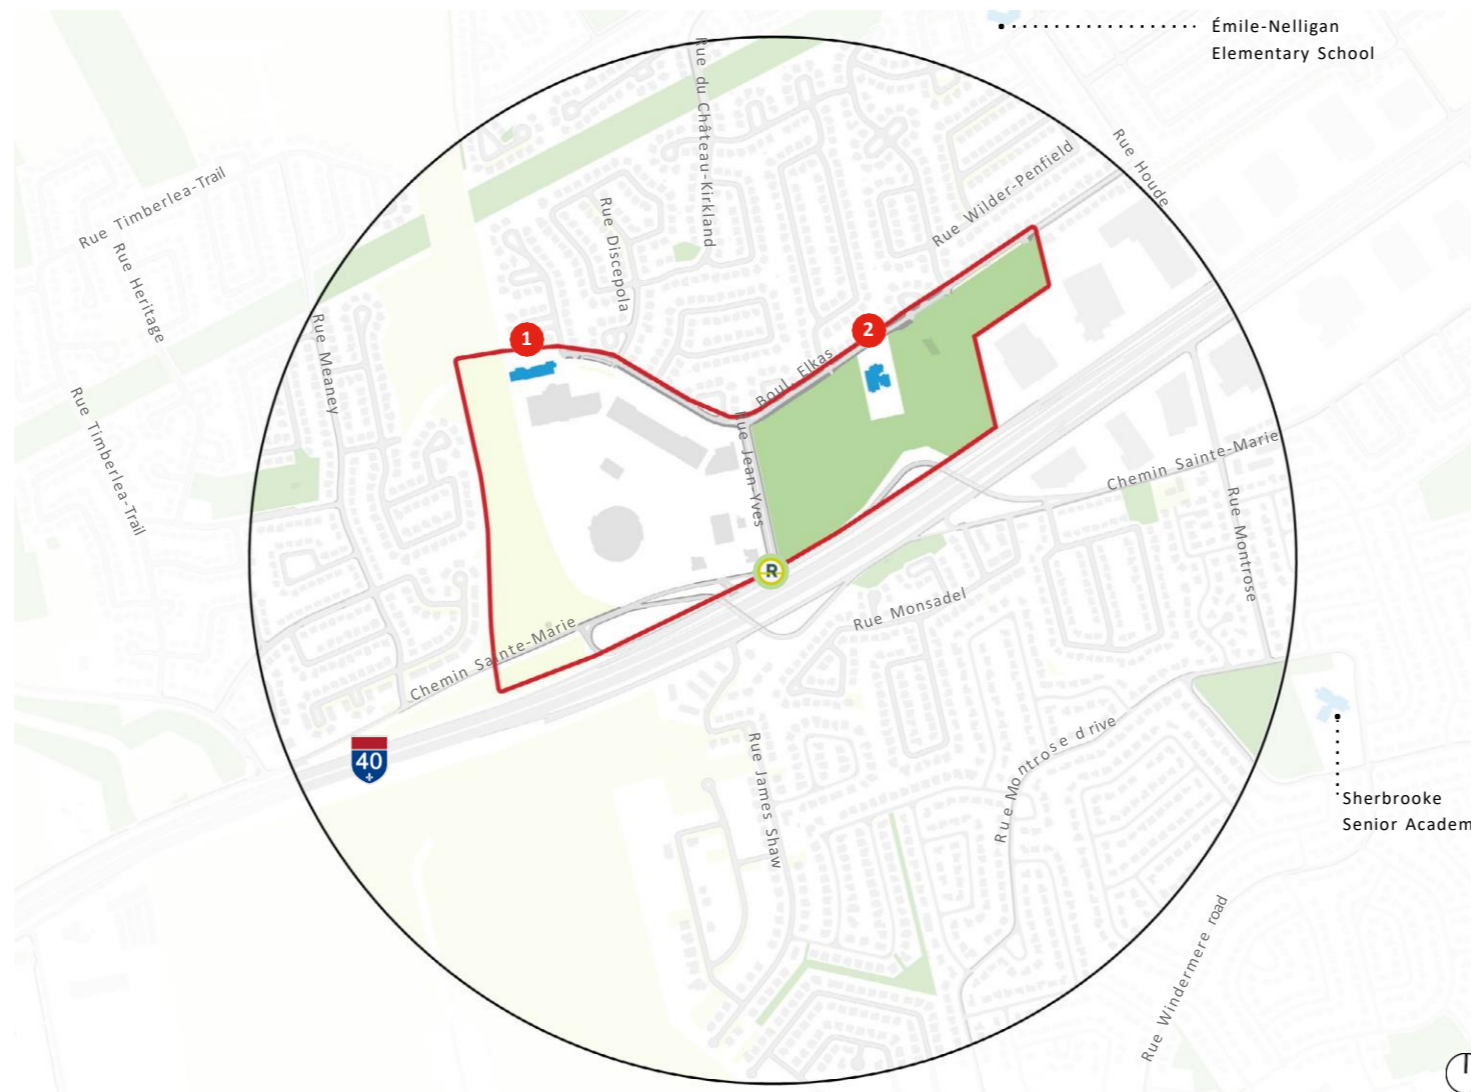 Émile-Nelligan
Elementary School
Rue du Château-Kirkland
Rue Houde
Rue Wilder-Penfield
Rue Timberlea-Trail
Rue Discepola
Rue Heritage
Rue Meaney
1
2
Boul. Elkas
Rue Timberlea-Trail
Rue Jean-Yves
Chemin Sainte-Marie
Rue Montrose
R
Rue Monsadel
Chemin Sainte-Marie
Rue Montrose drive
40
Rue James Shaw
Sherbrooke
Senior Academ
Rue Windermere road